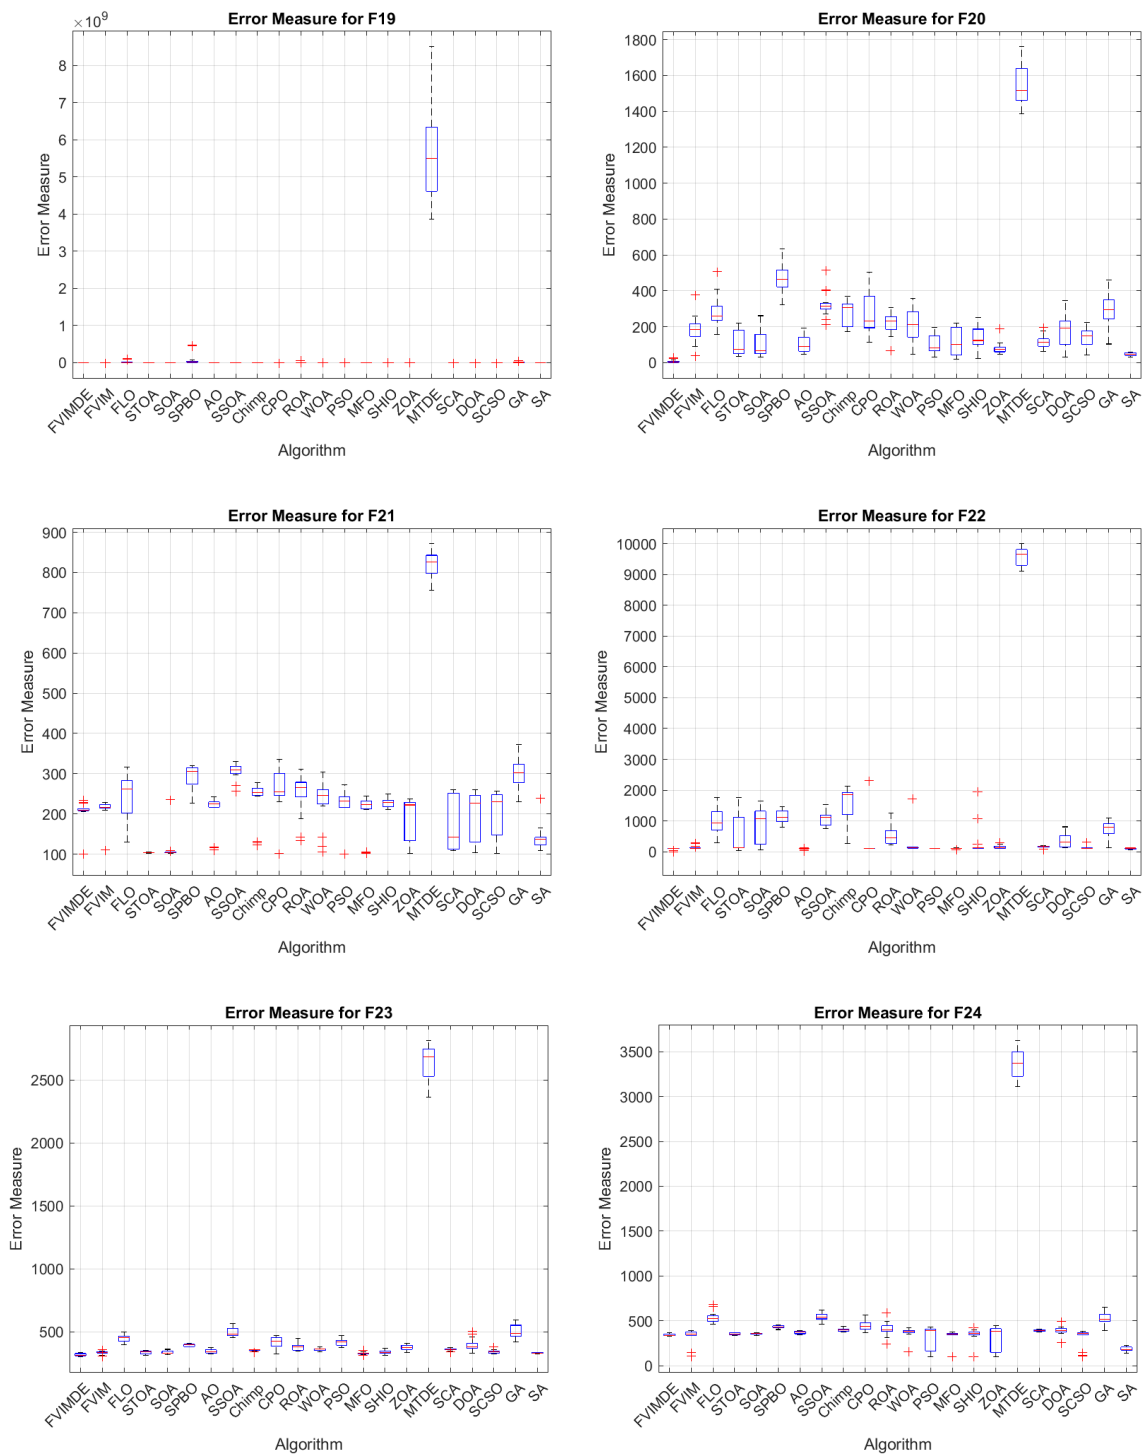 Error Measure for F19
×10^9
Error Measure
8
7
6
5
4
3
2
1
0
FVIMDE FVIM FLO STOA SOA SPBO AO SSOA Chimp CPO ROA WOA PSO MFO SHIO ZOA MTDE SCA DOA SCSO GA SA
Algorithm
Error Measure for F20
Error Measure
1800
1600
1400
1200
1000
800
600
400
200
0
FVIMDE FVIM FLO STOA SOA SPBO AO SSOA Chimp CPO ROA WOA PSO MFO SHIO ZOA MTDE SCA DOA SCSO GA SA
Algorithm
Error Measure for F21
Error Measure
900
800
700
600
500
400
300
200
100
FVIMDE FVIM FLO STOA SOA SPBO AO SSOA Chimp CPO ROA WOA PSO MFO SHIO ZOA MTDE SCA DOA SCSO GA SA
Algorithm
Error Measure for F22
Error Measure
10000
9000
8000
7000
6000
5000
4000
3000
2000
1000
0
FVIMDE FVIM FLO STOA SOA SPBO AO SSOA Chimp CPO ROA WOA PSO MFO SHIO ZOA MTDE SCA DOA SCSO GA SA
Algorithm
Error Measure for F23
Error Measure
2500
2000
1500
1000
500
FVIMDE FVIM FLO STOA SOA SPBO AO SSOA Chimp CPO ROA WOA PSO MFO SHIO ZOA MTDE SCA DOA SCSO GA SA
Algorithm
Error Measure for F24
Error Measure
3500
3000
2500
2000
1500
1000
500
0
FVIMDE FVIM FLO STOA SOA SPBO AO SSOA Chimp CPO ROA WOA PSO MFO SHIO ZOA MTDE SCA DOA SCSO GA SA
Algorithm